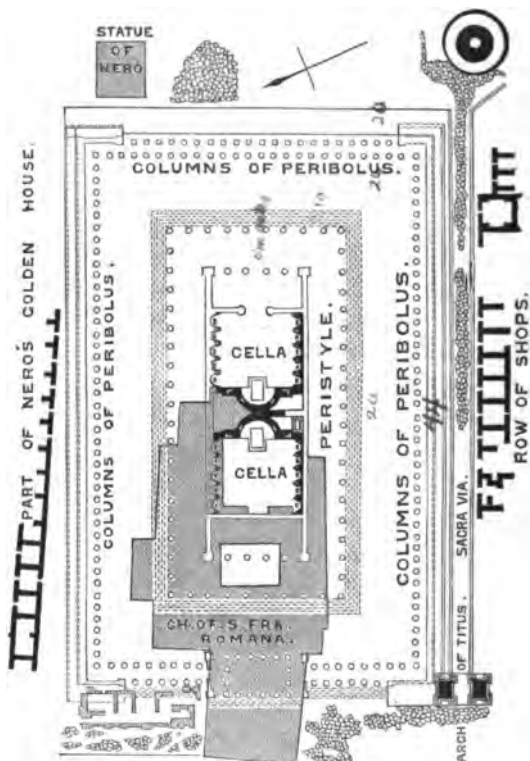 STATUE
OF
NERO
COLUMNS OF PERIBOLUS.
PART OF NERO'S GOLDEN HOUSE.
COLUMNS OF PERIBOLUS.
CELLA
PERISTYLE.
COLUMNS OF PERIBOLUS.
CELLA
CH. OF S. FRA.
ROMANA.
ARCH OF TITUS.
SACRA VIA.
ROW OF SHOPS.
44